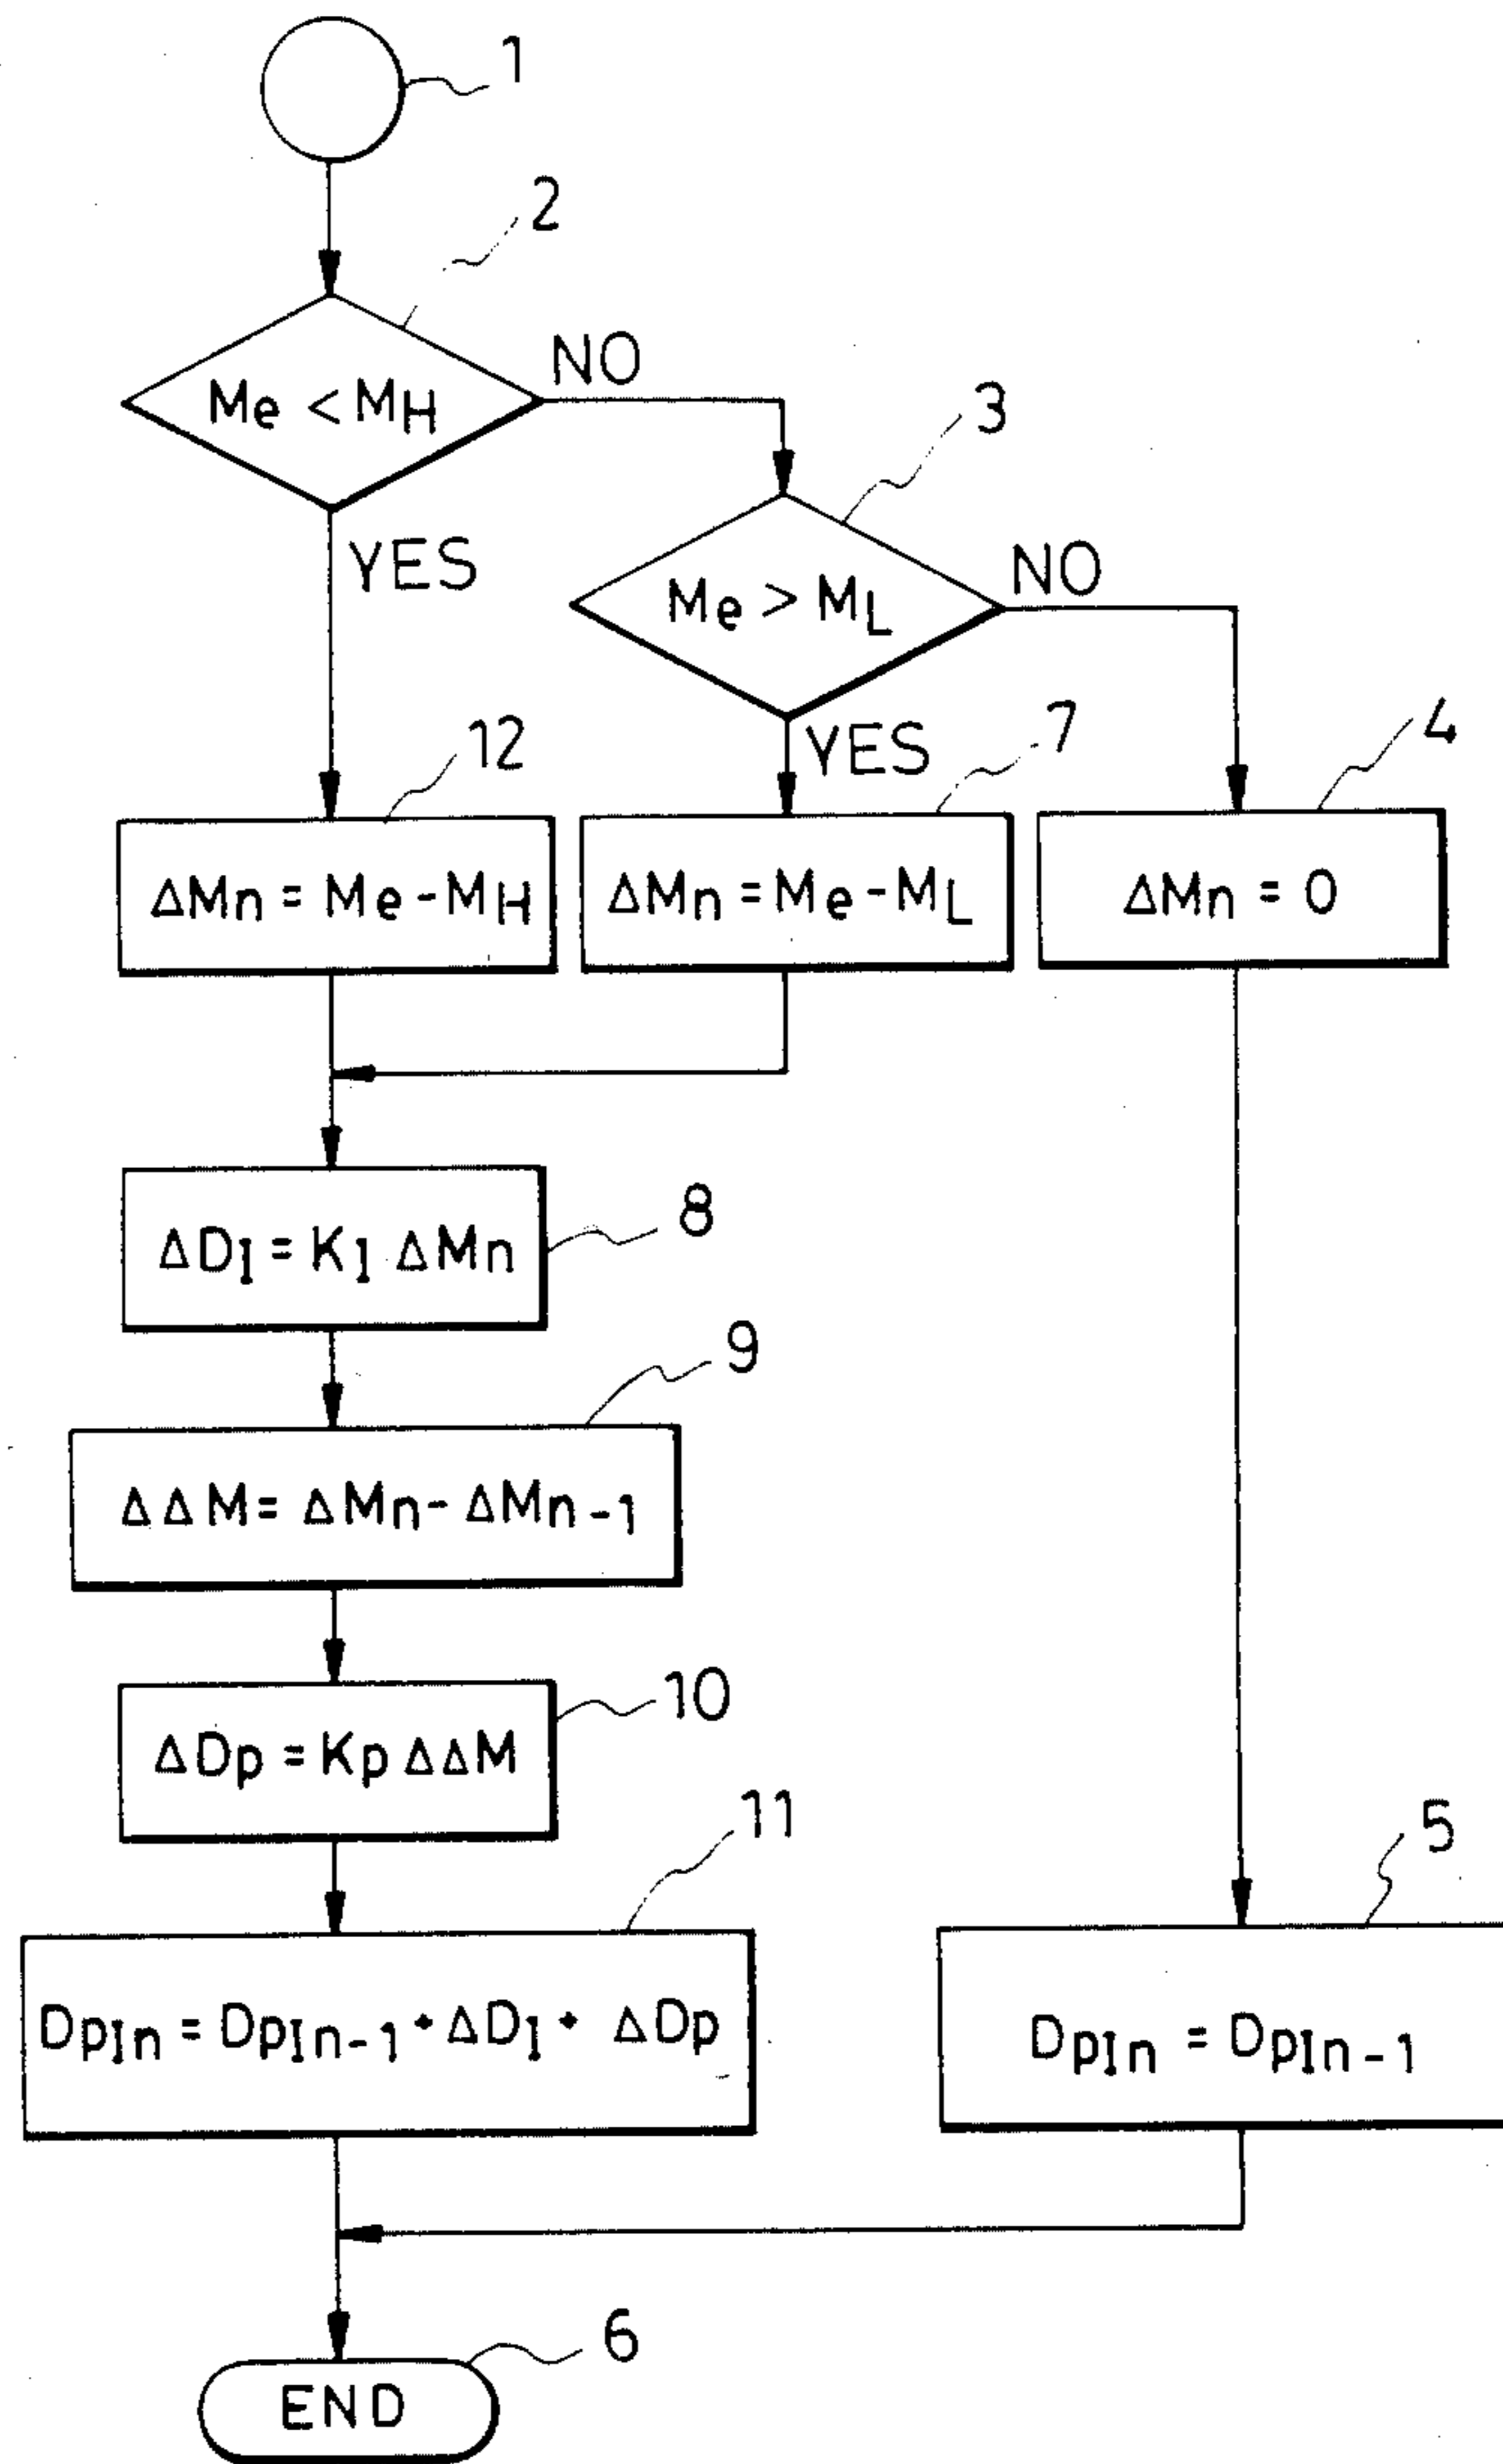 1
2
Me < MH
NO
3
YES
Me > ML
NO
12
YES
7
4
ΔMn = Me - MH
ΔMn = Me - ML
ΔMn = 0
8
ΔDI = KI ΔMn
9
ΔΔM = ΔMn - ΔMn-1
10
ΔDp = Kp ΔΔM
11
5
DpIn = DpIn-1 + ΔDI + ΔDp
DpIn = DpIn-1
6
END